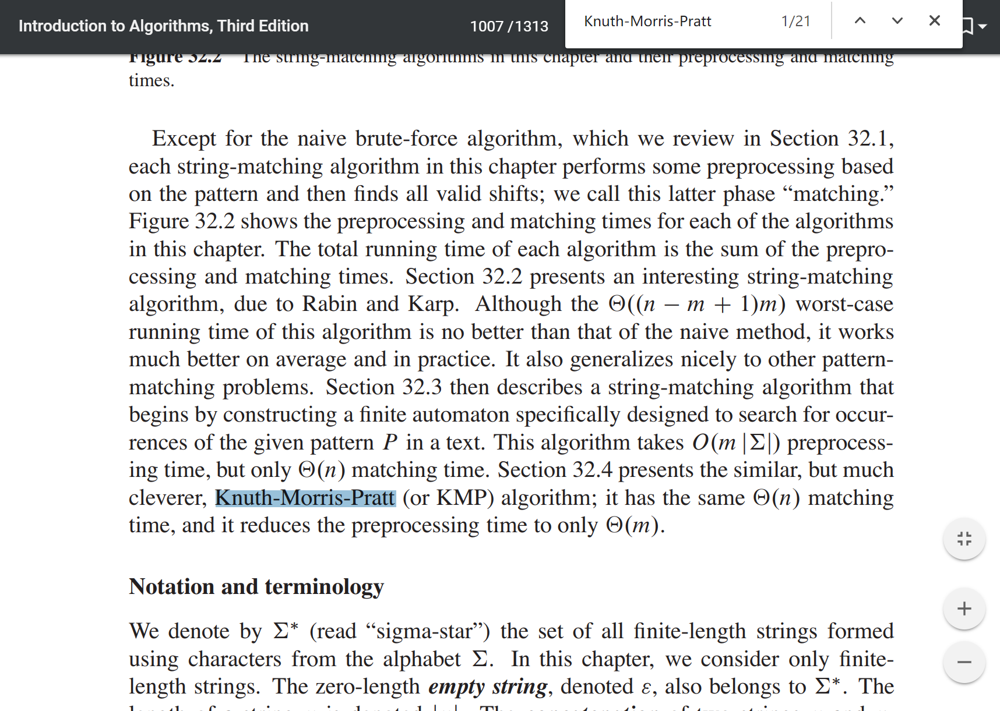 Introduction to Algorithms, Third Edition
1007 / 1313
Knuth-Morris-Pratt
1/21
Figure 32.2 The string-matching algorithms in this chapter and their preprocessing and matching
times.
Except for the naive brute-force algorithm, which we review in Section 32.1,
each string-matching algorithm in this chapter performs some preprocessing based
on the pattern and then finds all valid shifts; we call this latter phase “matching.”
Figure 32.2 shows the preprocessing and matching times for each of the algorithms
in this chapter. The total running time of each algorithm is the sum of the prepro-
cessing and matching times. Section 32.2 presents an interesting string-matching
algorithm, due to Rabin and Karp. Although the Θ((n − m + 1)m) worst-case
running time of this algorithm is no better than that of the naive method, it works
much better on average and in practice. It also generalizes nicely to other pattern-
matching problems. Section 32.3 then describes a string-matching algorithm that
begins by constructing a finite automaton specifically designed to search for occur-
rences of the given pattern P in a text. This algorithm takes O(m |Σ|) preprocess-
ing time, but only Θ(n) matching time. Section 32.4 presents the similar, but much
cleverer, Knuth-Morris-Pratt (or KMP) algorithm; it has the same Θ(n) matching
time, and it reduces the preprocessing time to only Θ(m).
Notation and terminology
We denote by Σ* (read “sigma-star”) the set of all finite-length strings formed
using characters from the alphabet Σ. In this chapter, we consider only finite-
length strings. The zero-length empty string, denoted ε, also belongs to Σ*. The